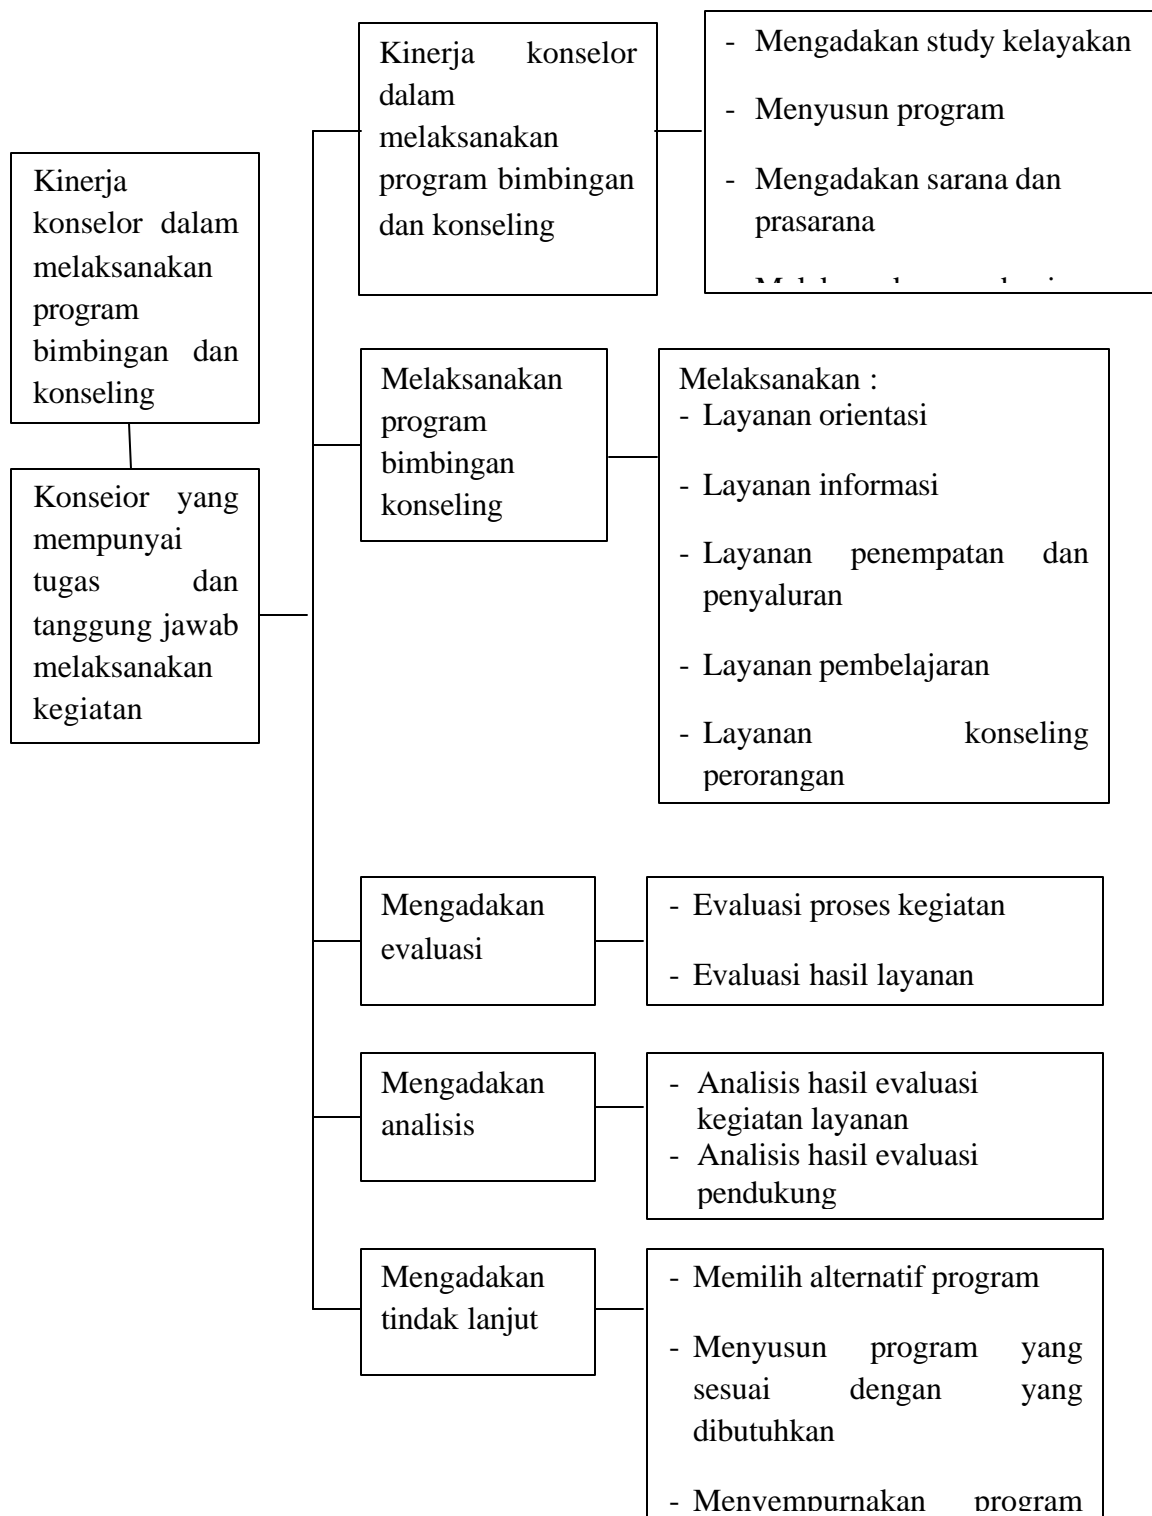 Kinerja
konselor dalam
melaksanakan
program
bimbingan dan
konseling
Konseior yang
mempunyai
tugas dan
tanggung jawab
melaksanakan
kegiatan
Kinerja konselor
dalam
melaksanakan
program bimbingan
dan konseling
- Mengadakan study kelayakan
- Menyusun program
- Mengadakan sarana dan
prasarana
Melaksanakan
program
bimbingan
konseling
Melaksanakan :
- Layanan orientasi
- Layanan informasi
- Layanan penempatan dan
penyaluran
- Layanan pembelajaran
- Layanan konseling
perorangan
Mengadakan
evaluasi
- Evaluasi proses kegiatan
- Evaluasi hasil layanan
Mengadakan
analisis
- Analisis hasil evaluasi
kegiatan layanan
- Analisis hasil evaluasi
pendukung
Mengadakan
tindak lanjut
- Memilih alternatif program
- Menyusun program yang
sesuai dengan yang
dibutuhkan
- Menyempurnakan program